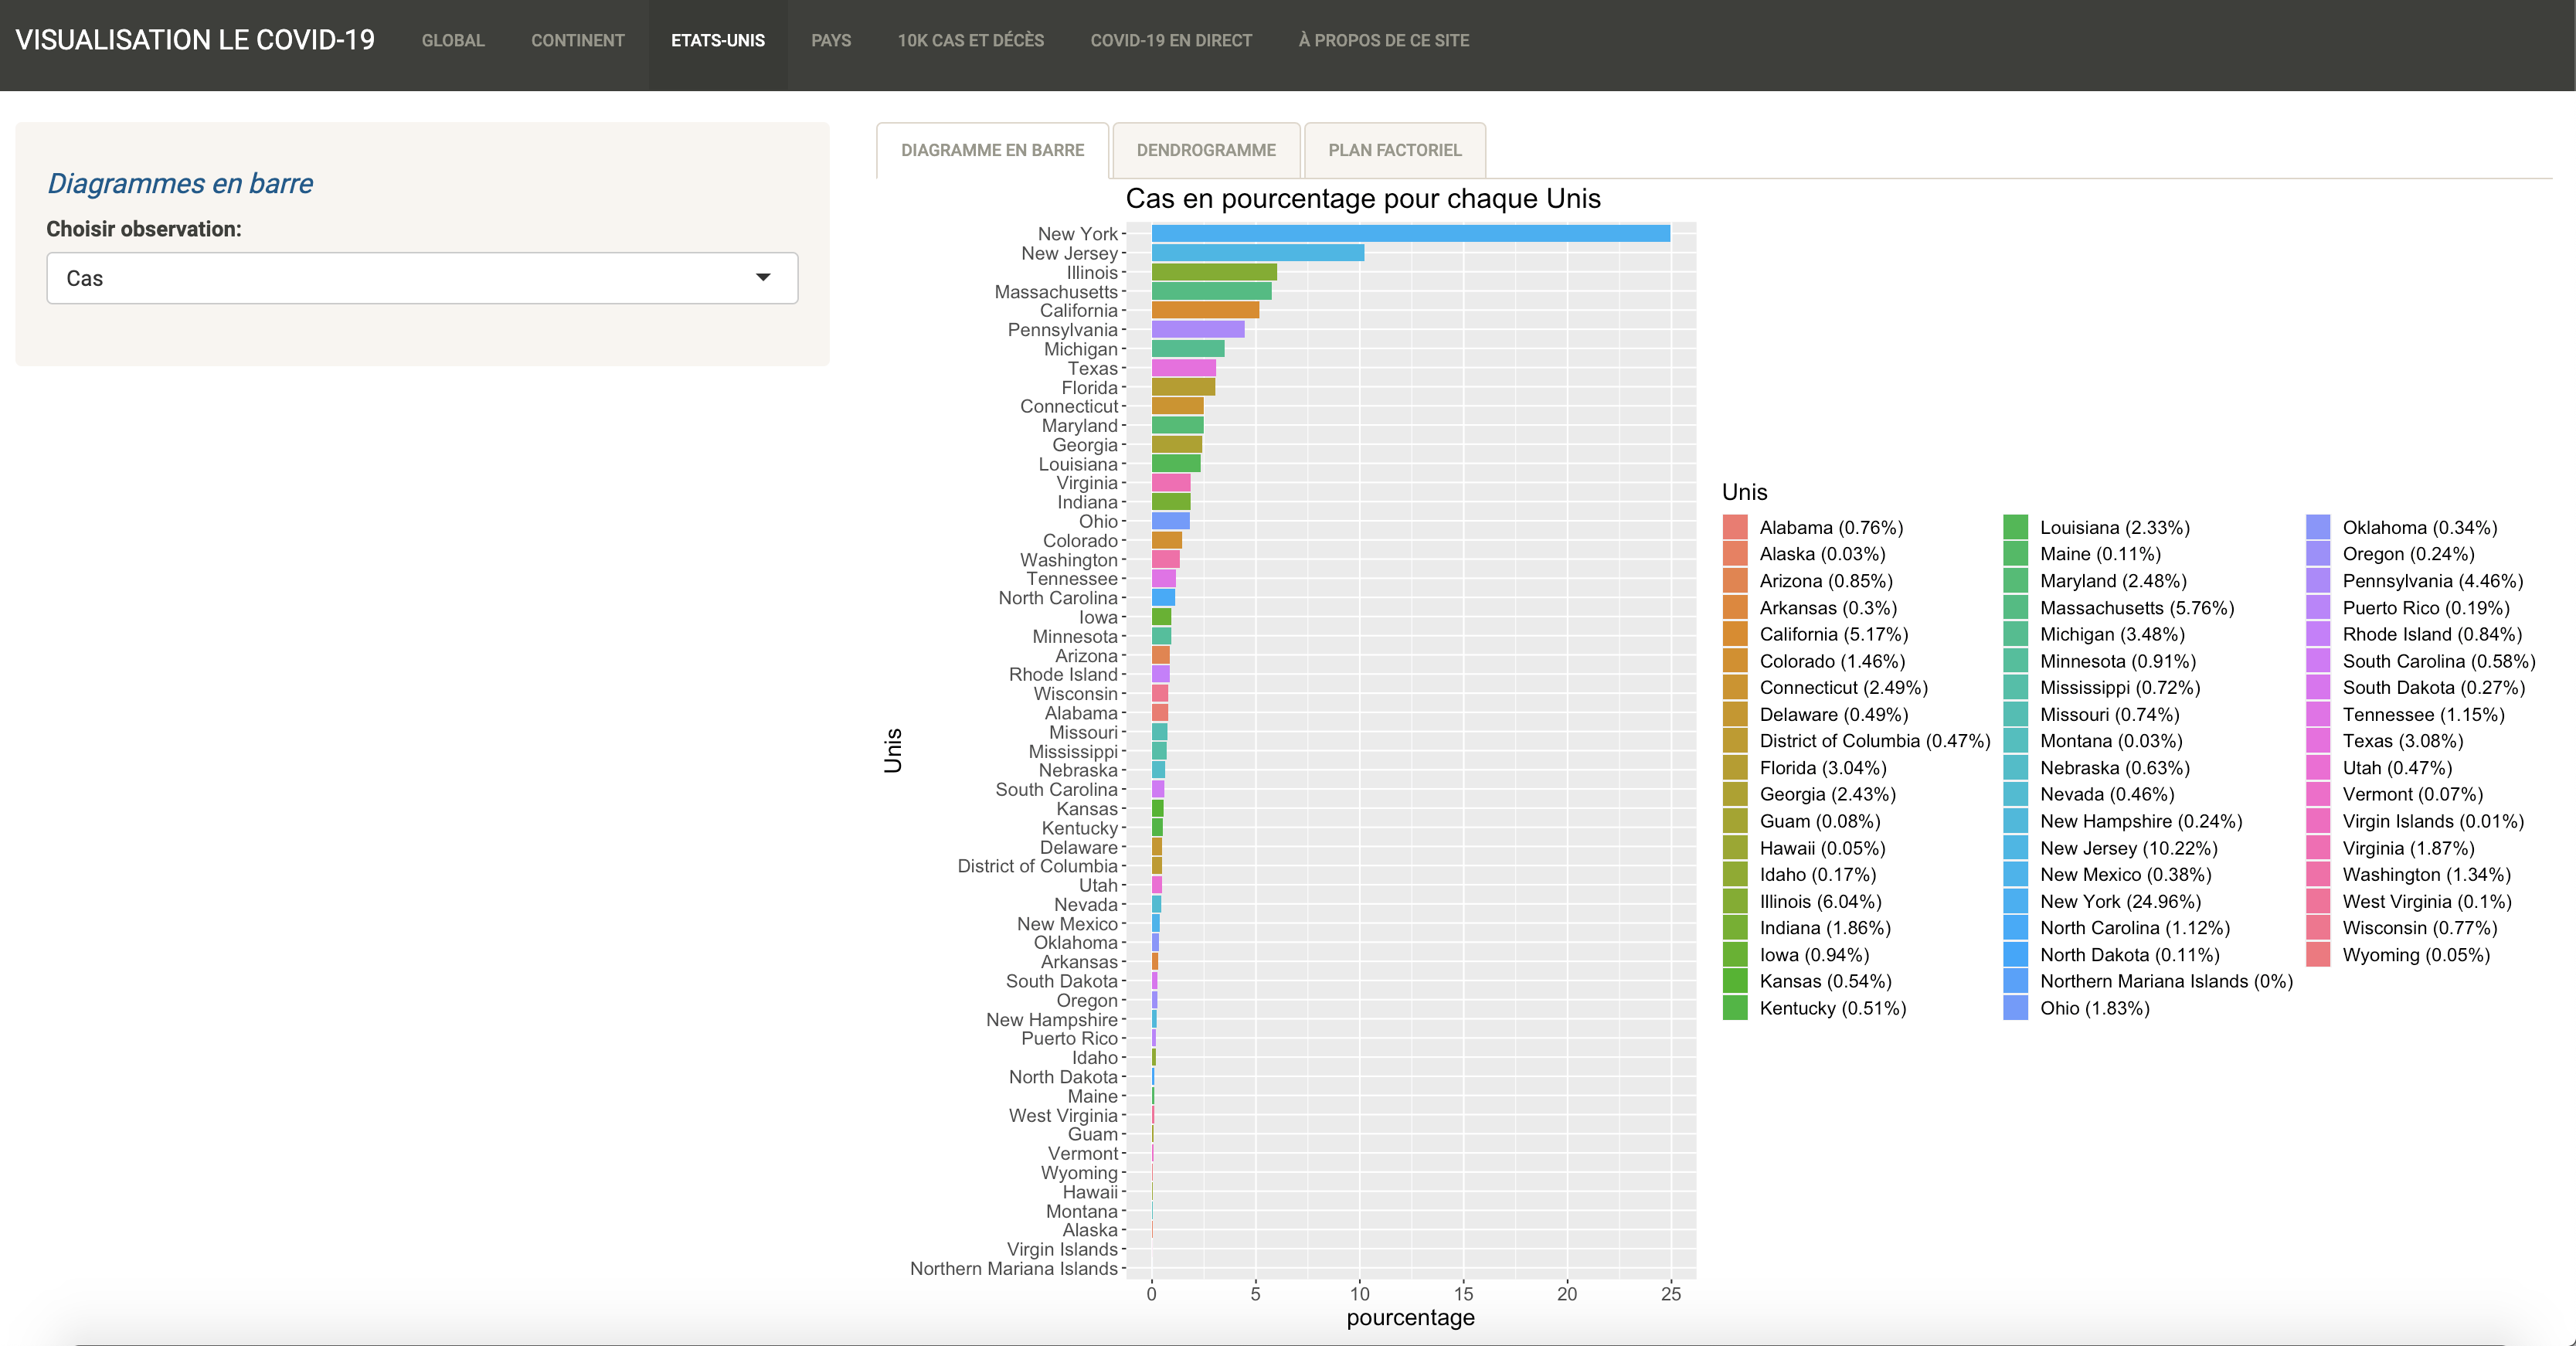 VISUALISATION LE COVID-19 GLOBAL CONTINENT ETATS-UNIS PAYS 10K CAS ET DÉCÈS COVID-19 EN DIRECT À PROPOS DE CE SITE
Diagrammes en barre
Choisir observation:
Cas
DIAGRAMME EN BARRE DENDROGRAMME PLAN FACTORIEL
Cas en pourcentage pour chaque Unis
Unis
New York
New Jersey
Illinois
Massachusetts
California
Pennsylvania
Michigan
Texas
Florida
Connecticut
Maryland
Georgia
Louisiana
Virginia
Indiana
Ohio
Colorado
Washington
Tennessee
North Carolina
Iowa
Minnesota
Arizona
Rhode Island
Wisconsin
Alabama
Missouri
Mississippi
Nebraska
South Carolina
Kansas
Kentucky
Delaware
District of Columbia
Utah
Nevada
New Mexico
Oklahoma
Arkansas
South Dakota
Oregon
New Hampshire
Puerto Rico
Idaho
North Dakota
Maine
West Virginia
Guam
Vermont
Wyoming
Hawaii
Montana
Alaska
Virgin Islands
Northern Mariana Islands
0 5 10 15 20 25
pourcentage
Unis
Alabama (0.76%)
Alaska (0.03%)
Arizona (0.85%)
Arkansas (0.3%)
California (5.17%)
Colorado (1.46%)
Connecticut (2.49%)
Delaware (0.49%)
District of Columbia (0.47%)
Florida (3.04%)
Georgia (2.43%)
Guam (0.08%)
Hawaii (0.05%)
Idaho (0.17%)
Illinois (6.04%)
Indiana (1.86%)
Iowa (0.94%)
Kansas (0.54%)
Kentucky (0.51%)
Louisiana (2.33%)
Maine (0.11%)
Maryland (2.48%)
Massachusetts (5.76%)
Michigan (3.48%)
Minnesota (0.91%)
Mississippi (0.72%)
Missouri (0.74%)
Montana (0.03%)
Nebraska (0.63%)
Nevada (0.46%)
New Hampshire (0.24%)
New Jersey (10.22%)
New Mexico (0.38%)
New York (24.96%)
North Carolina (1.12%)
North Dakota (0.11%)
Northern Mariana Islands (0%)
Ohio (1.83%)
Oklahoma (0.34%)
Oregon (0.24%)
Pennsylvania (4.46%)
Puerto Rico (0.19%)
Rhode Island (0.84%)
South Carolina (0.58%)
South Dakota (0.27%)
Tennessee (1.15%)
Texas (3.08%)
Utah (0.47%)
Vermont (0.07%)
Virgin Islands (0.01%)
Virginia (1.87%)
Washington (1.34%)
West Virginia (0.1%)
Wisconsin (0.77%)
Wyoming (0.05%)